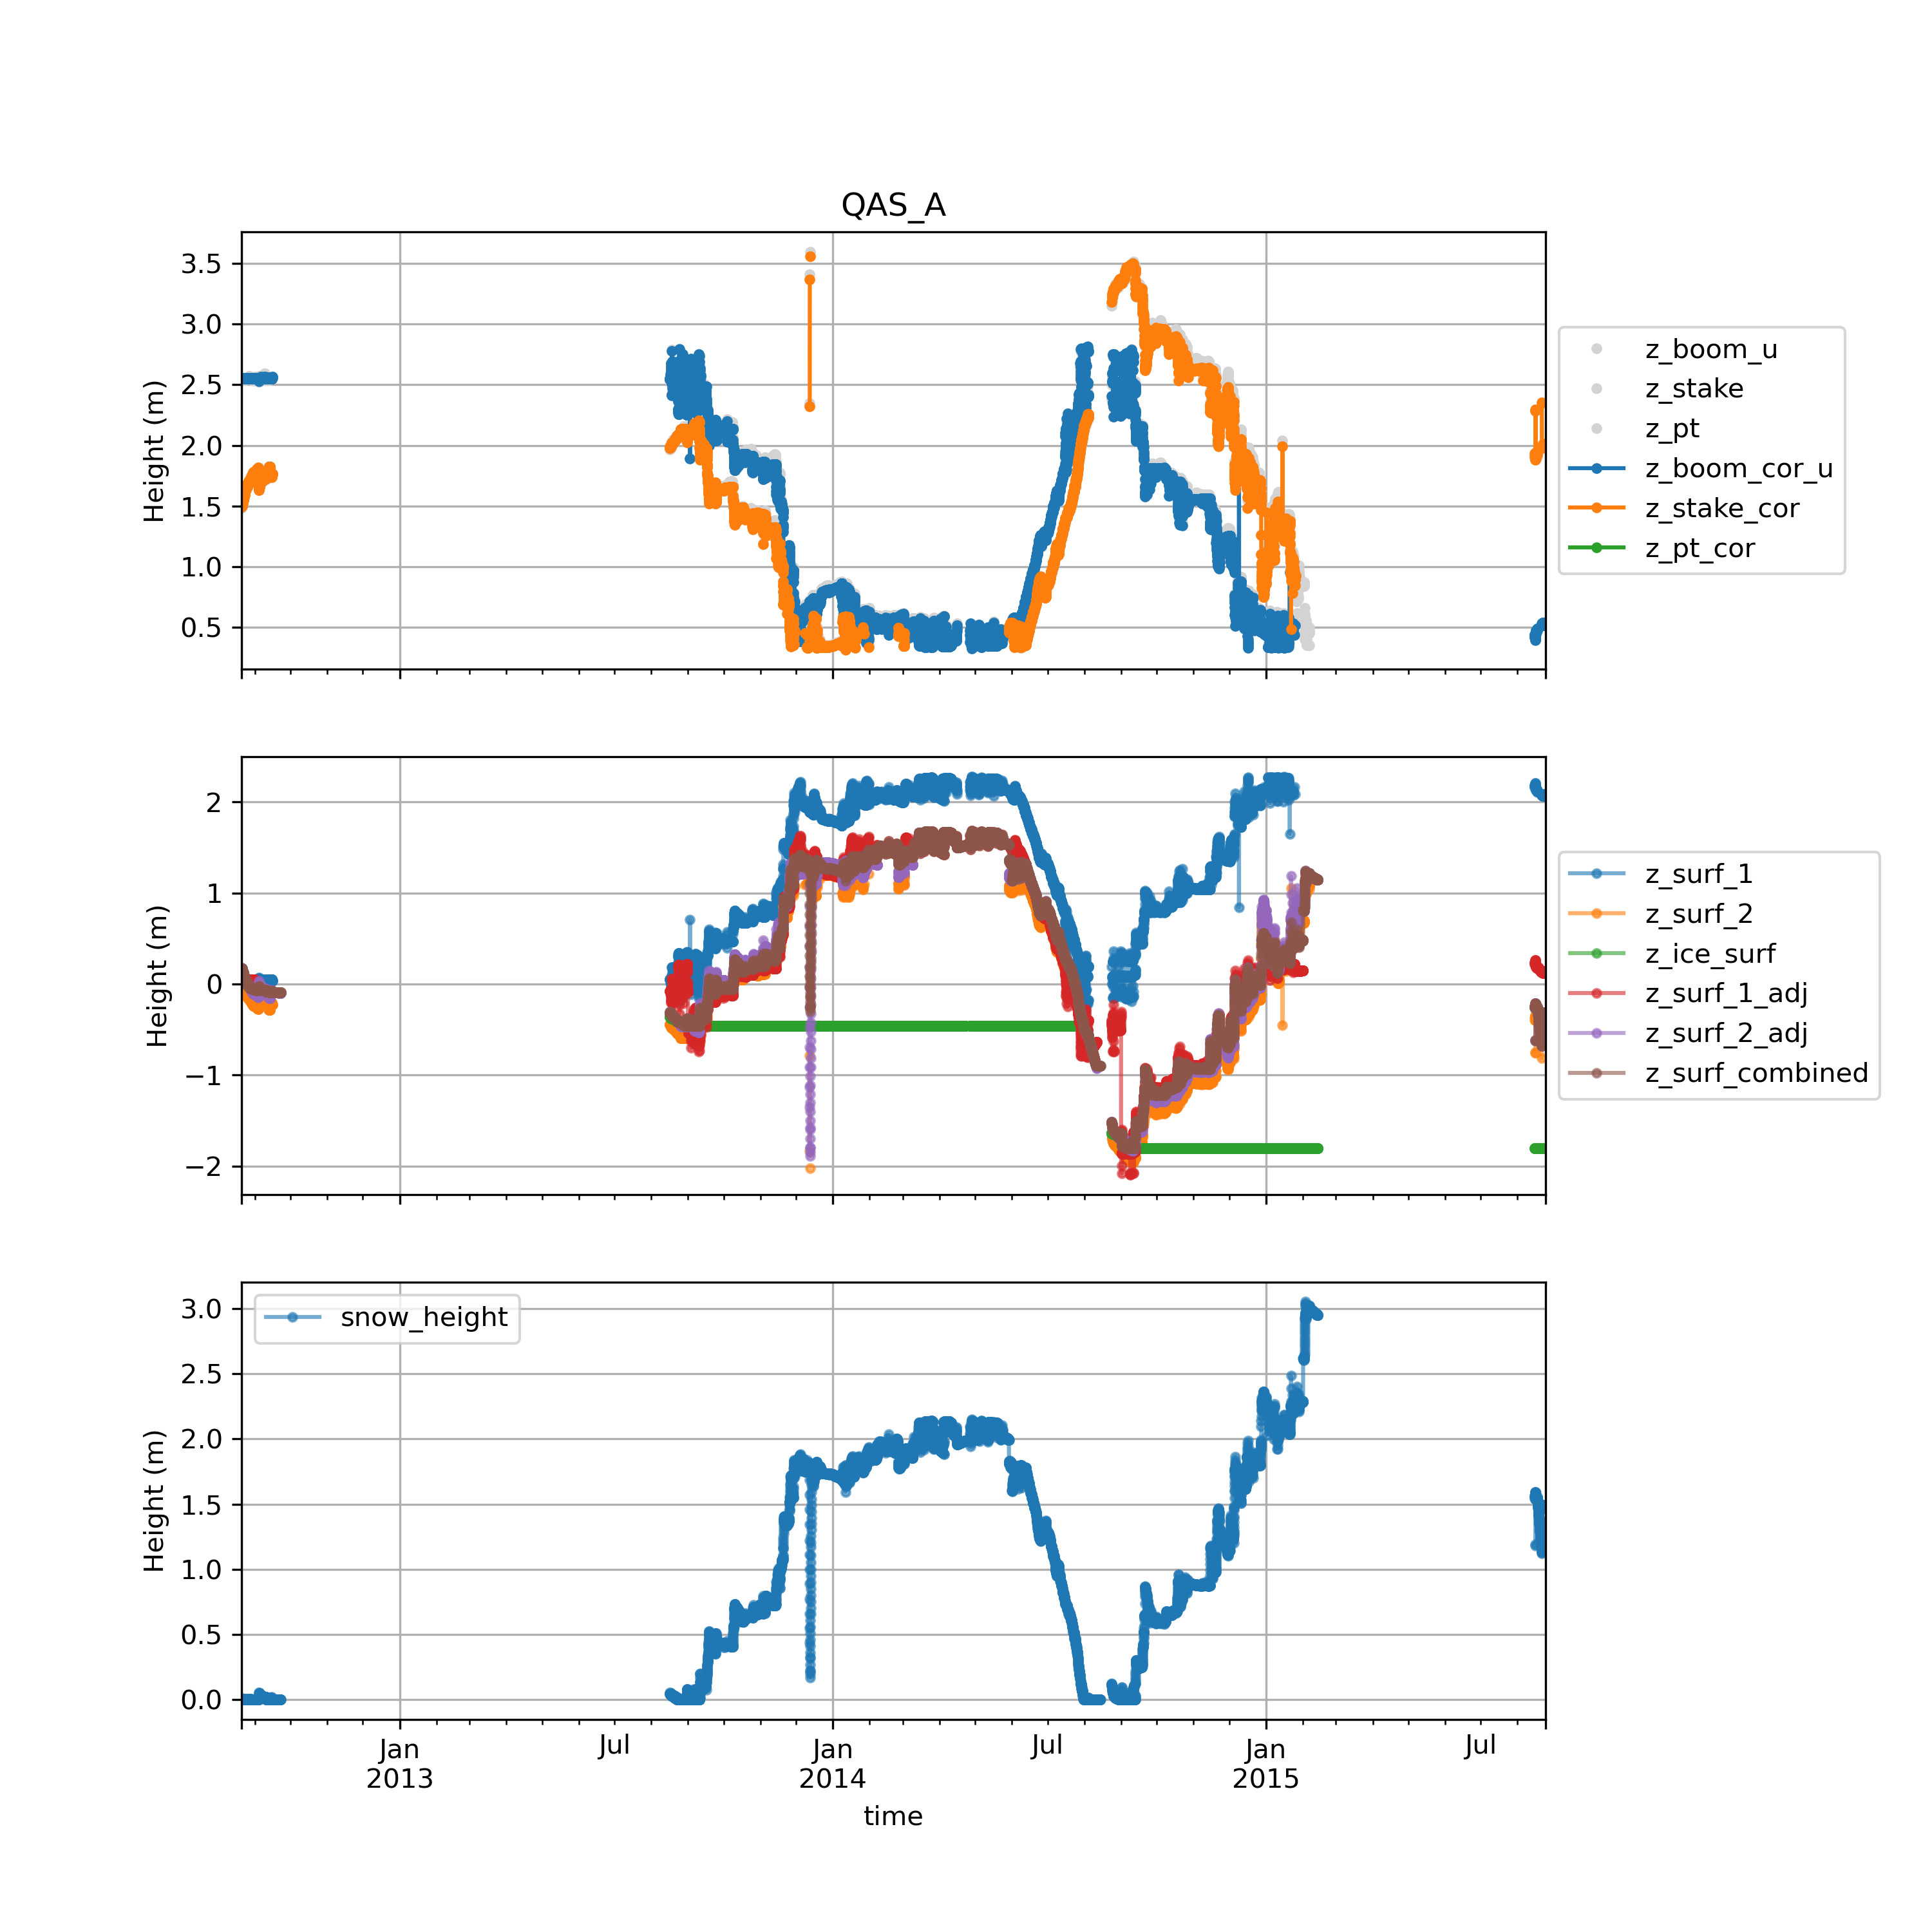 QAS_A
Height (m)
3.5
3.0
2.5
2.0
1.5
1.0
0.5
z_boom_u
z_stake
z_pt
z_boom_cor_u
z_stake_cor
z_pt_cor
Height (m)
2
1
0
−1
−2
z_surf_1
z_surf_2
z_ice_surf
z_surf_1_adj
z_surf_2_adj
z_surf_combined
Height (m)
3.0
2.5
2.0
1.5
1.0
0.5
0.0
snow_height
Jan Jul Jan Jul Jan Jul
2013 2014 2015
time